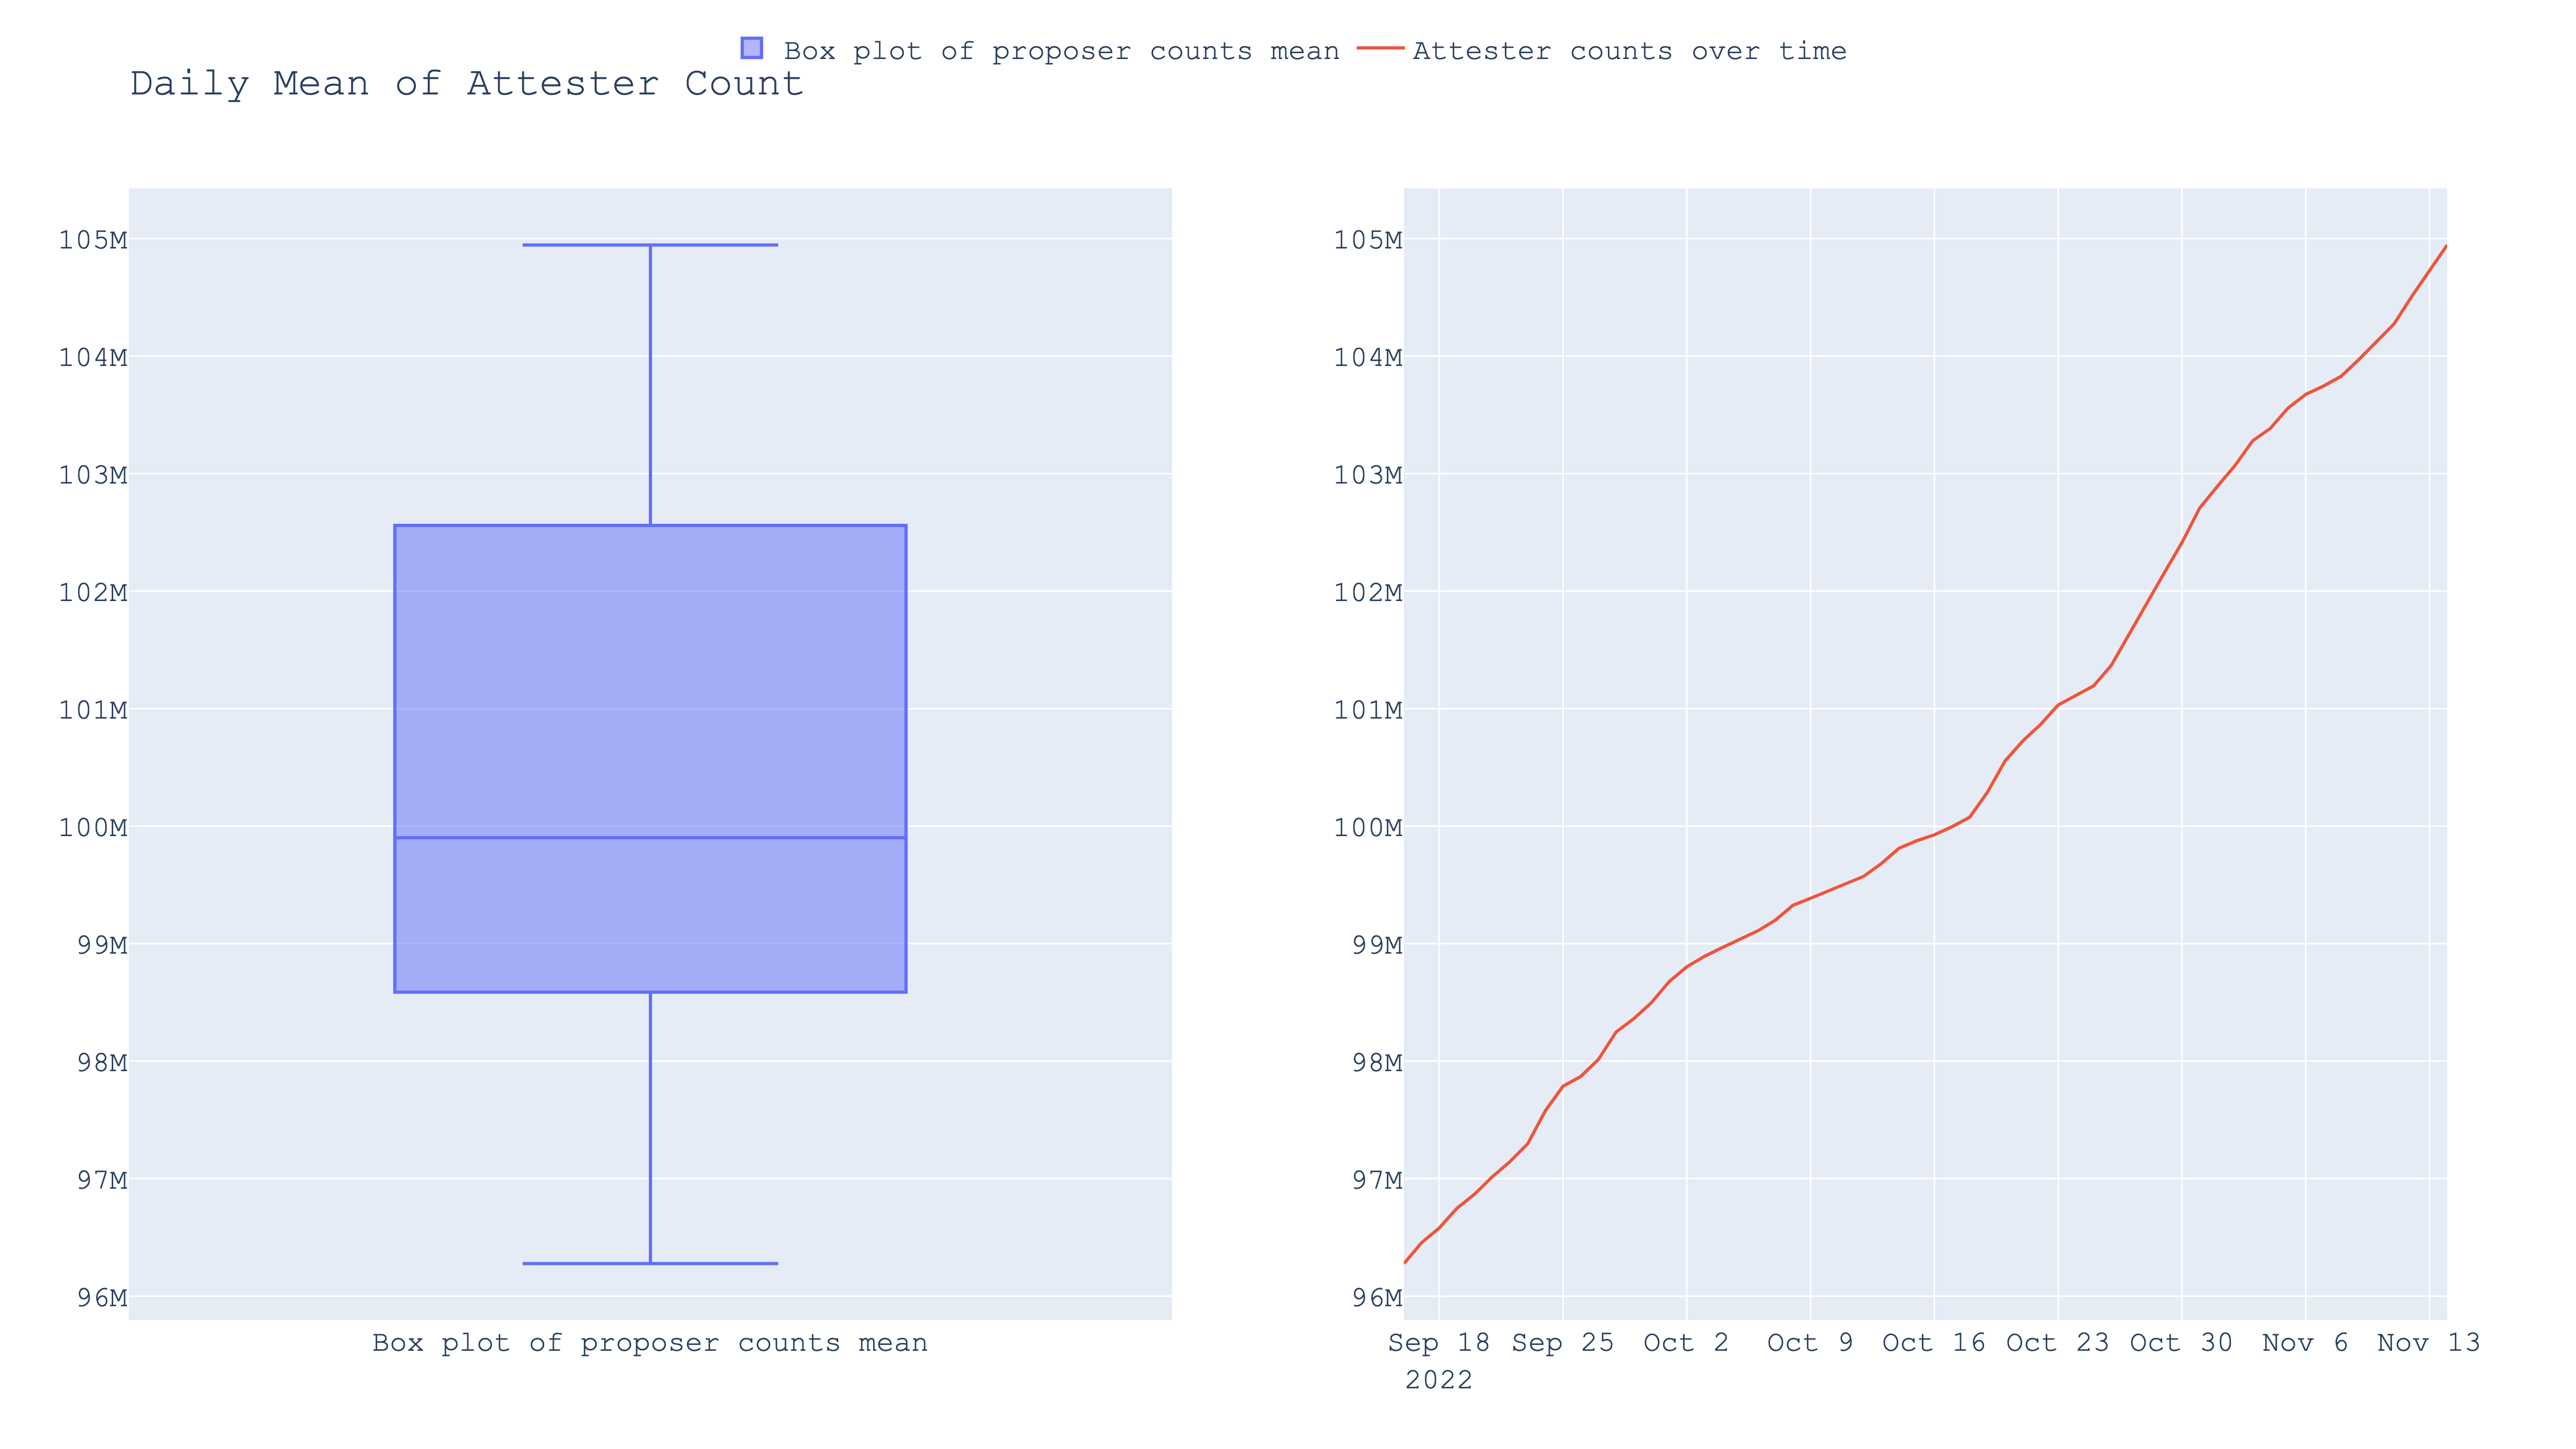 Box plot of proposer counts mean Attester counts over time
Daily Mean of Attester Count
105M
104M
103M
102M
101M
100M
99M
98M
97M
96M
Box plot of proposer counts mean
105M
104M
103M
102M
101M
100M
99M
98M
97M
96M
Sep 18 Sep 25 Oct 2 Oct 9 Oct 16 Oct 23 Oct 30 Nov 6 Nov 13
2022